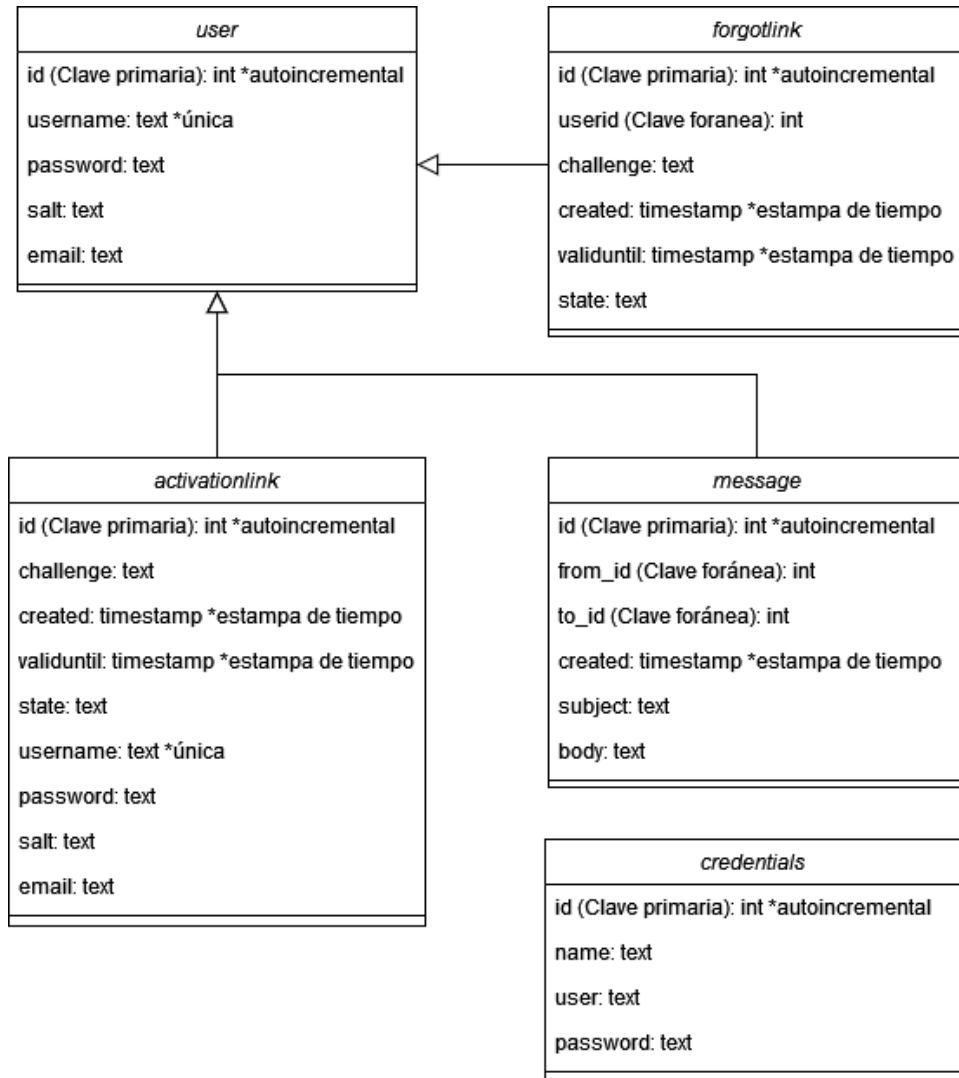 user
id (Clave primaria): int *autoincremental
username: text *única
password: text
salt: text
email: text
forgotlink
id (Clave primaria): int *autoincremental
userid (Clave foranea): int
challenge: text
created: timestamp *estampa de tiempo
validuntil: timestamp *estampa de tiempo
state: text
activationlink
id (Clave primaria): int *autoincremental
challenge: text
created: timestamp *estampa de tiempo
validuntil: timestamp *estampa de tiempo
state: text
username: text *única
password: text
salt: text
email: text
message
id (Clave primaria): int *autoincremental
from_id (Clave foránéa): int
to_id (Clave foránéa): int
created: timestamp *estampa de tiempo
subject: text
body: text
credentials
id (Clave primaria): int *autoincremental
name: text
user: text
password: text